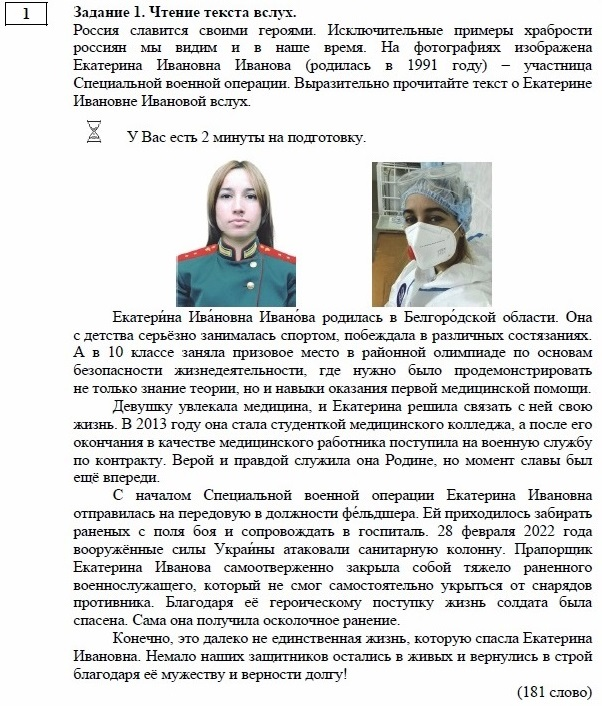 1
Задание 1. Чтение текста вслух.
Россия славится своими героями. Исключительные примеры храбрости
россиян мы видим и в наше время. На фотографиях изображена
Екатерина Ивановна Иванова (родилась в 1991 году) – участница
Специальной военной операции. Выразительно прочитайте текст о Екатерине
Ивановне Ивановой вслух.
У Вас есть 2 минуты на подготовку.
Екатери́на Ива́новна Ивано́ва родилась в Белгоро́дской области. Она
с детства серьёзно занималась спортом, побеждала в различных состязаниях.
А в 10 классе заняла призовое место в районной олимпиаде по основам
безопасности жизнедеятельности, где нужно было продемонстрировать
не только знание теории, но и навыки оказания первой медицинской помощи.
Девушку увлекала медицина, и Екатерина решила связать с ней свою
жизнь. В 2013 году она стала студенткой медицинского колледжа, а после его
окончания в качестве медицинского работника поступила на военную службу
по контракту. Верой и правдой служила она Родине, но момент славы был
ещё впереди.
С началом Специальной военной операции Екатерина Ивановна
отправилась на передовую в должности фе́льдшера. Ей приходилось забирать
раненых с поля боя и сопровождать в госпиталь. 28 февраля 2022 года
вооружённые силы Украи́ны атаковали санитарную колонну. Прапорщик
Екатерина Иванова самоотверженно закрыла собой тяжело раненного
военнослужащего, который не смог самостоятельно укрыться от снарядов
противника. Благодаря её героическому поступку жизнь солдата была
спасена. Сама она получила осколочное ранение.
Конечно, это далеко не единственная жизнь, которую спасла Екатерина
Ивановна. Немало наших защитников остались в живых и вернулись в строй
благодаря её мужеству и верности долгу!
(181 слово)